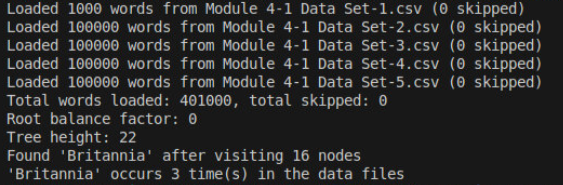 Loaded 1000 words from Module 4-1 Data Set-1.csv (0 skipped)
Loaded 100000 words from Module 4-1 Data Set-2.csv (0 skipped)
Loaded 100000 words from Module 4-1 Data Set-3.csv (0 skipped)
Loaded 100000 words from Module 4-1 Data Set-4.csv (0 skipped)
Loaded 100000 words from Module 4-1 Data Set-5.csv (0 skipped)
Total words loaded: 401000, total skipped: 0
Root balance factor: 0
Tree height: 22
Found 'Britannia' after visiting 16 nodes
'Britannia' occurs 3 time(s) in the data files